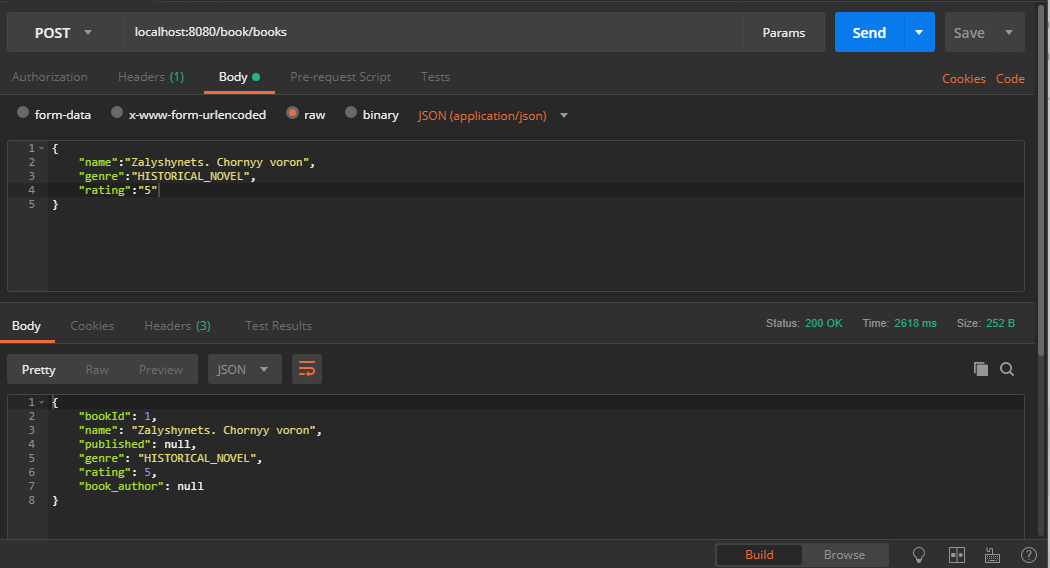 POST localhost:8080/book/books Params Send Save
Authorization Headers (1) Body Pre-request Script Tests Cookies Code
form-data x-www-form-urlencoded raw binary JSON (application/json)
1 {
2 "name":"Zalyshynets. Chornyy voron",
3 "genre":"HISTORICAL_NOVEL",
4 "rating":"5"
5 }
Body Cookies Headers (3) Test Results Status: 200 OK Time: 2618 ms Size: 252 B
Pretty Raw Preview JSON
1 {
2 "bookId": 1,
3 "name": "Zalyshynets. Chornyy voron",
4 "published": null,
5 "genre": "HISTORICAL_NOVEL",
6 "rating": 5,
7 "book_author": null
8 }
Build Browse ?